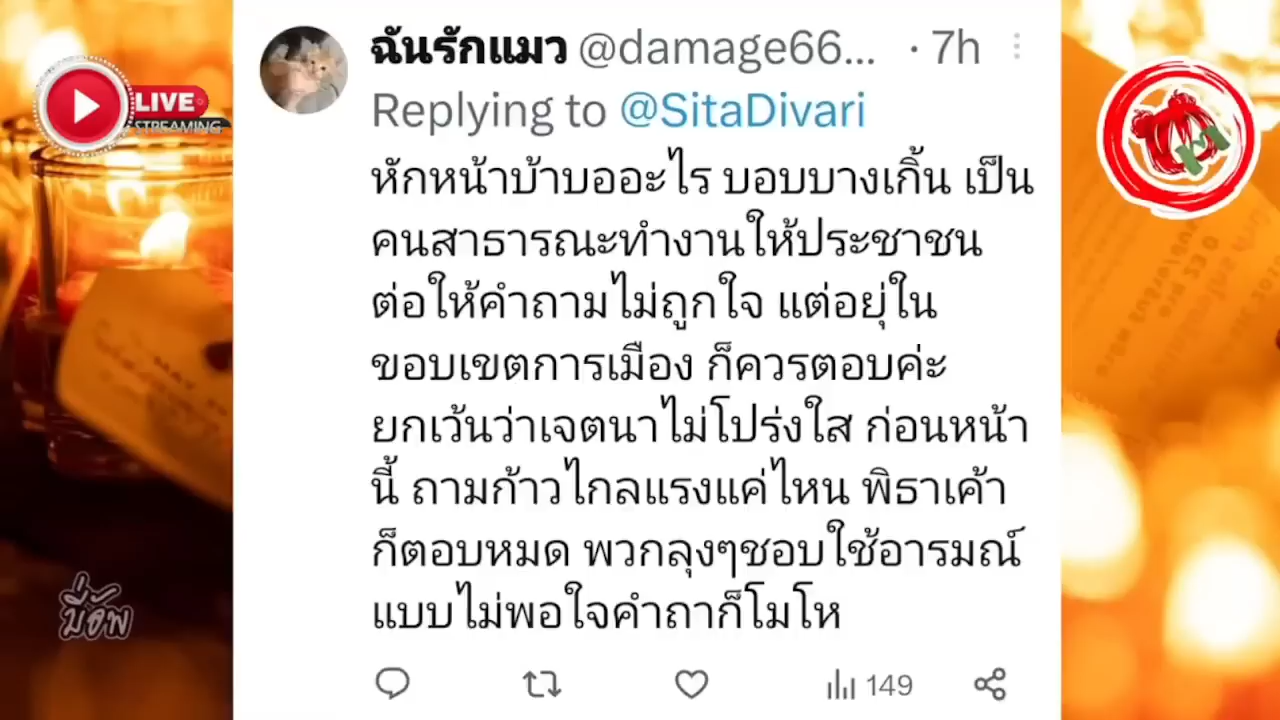 LIVE
STREAMING
ฉันรักแมว @damage66... · 7h
Replying to @SitaDivari
หักหน้าบ้าบออะไร บอบบางเกิ้น เป็น
คนสาธารณะทำงานให้ประชาชน
ต่อให้คำถามไม่ถูกใจ แต่อยุ่ใน
ขอบเขตการเมือง ก็ควรตอบค่ะ
ยกเว้นว่าเจตนาไม่โปร่งใส ก่อนหน้า
นี้ ถามก้าวไกลแรงแค่ไหน พิธาเค้า
ก็ตอบหมด พวกลุงๆชอบใช้อารมณ์
แบบไม่พอใจคำถาก็โมโห
149
บี่อัพ